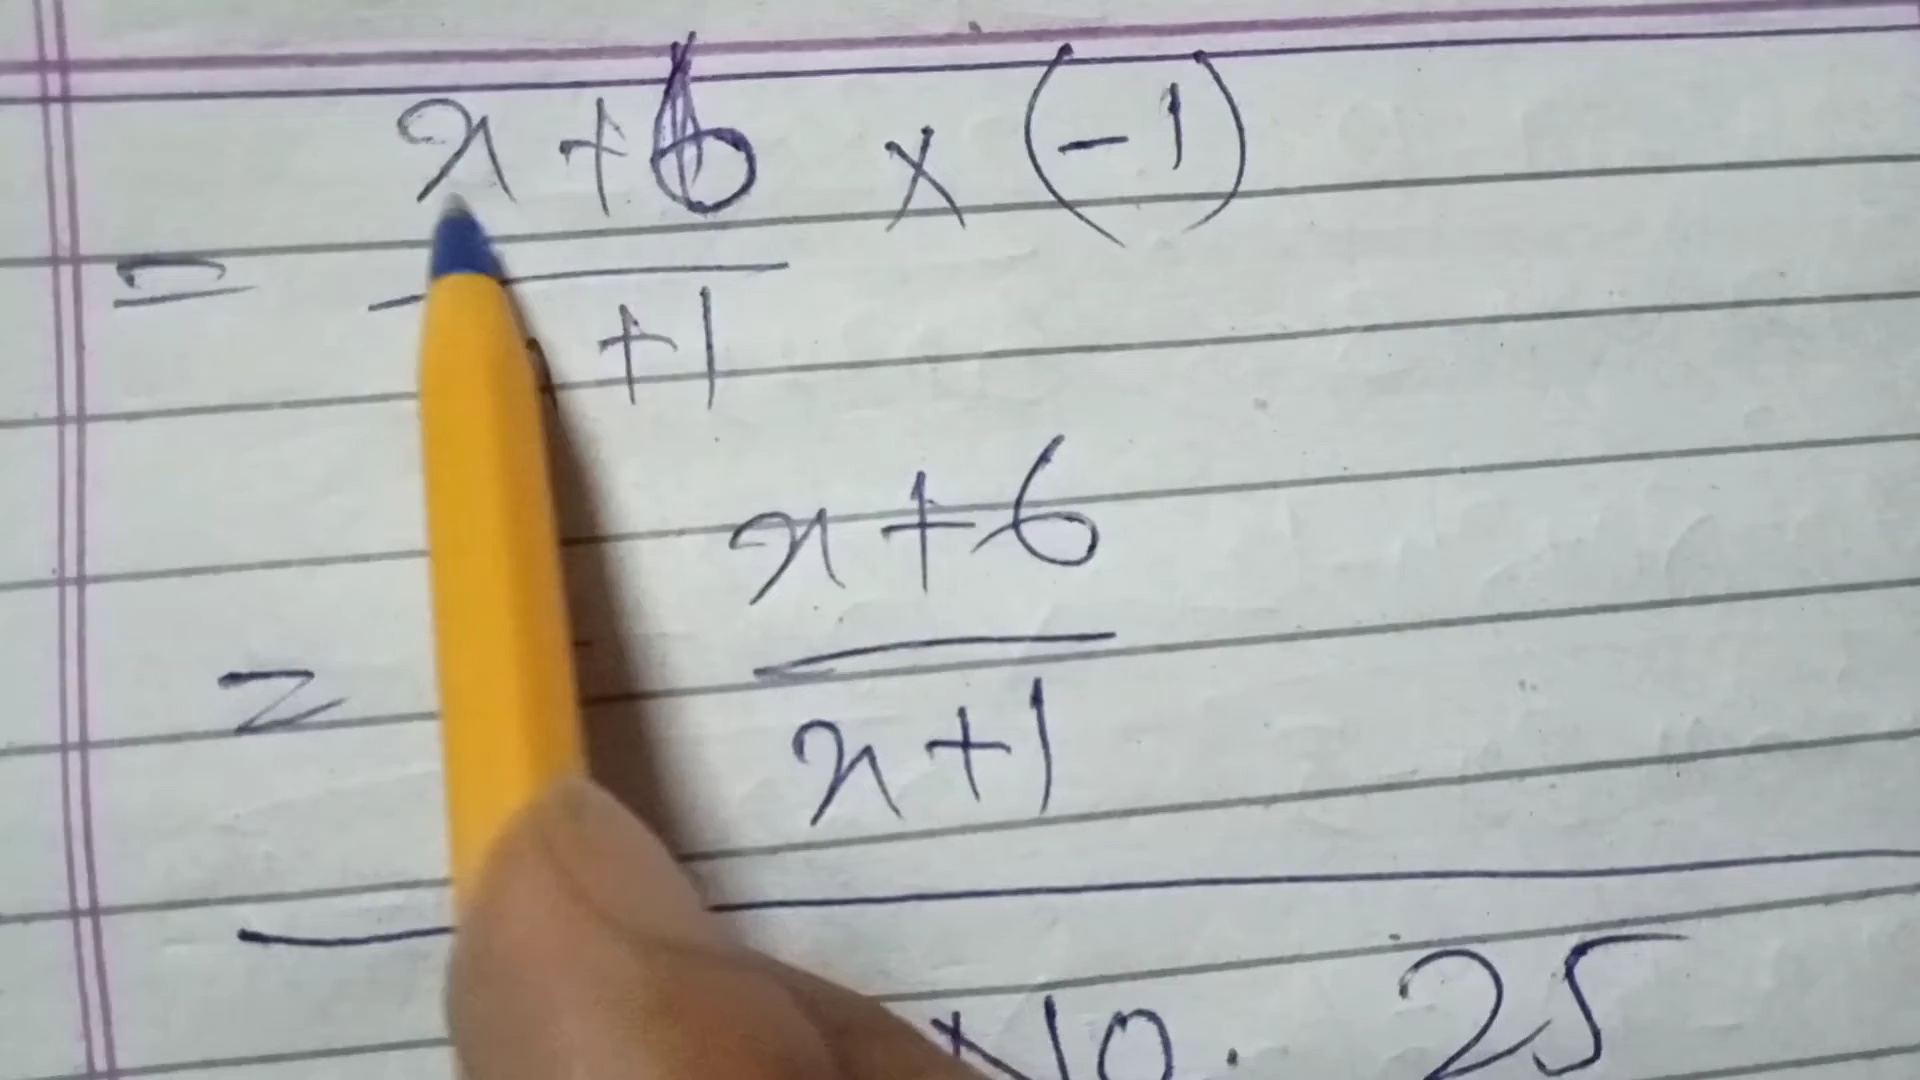 x + 6 × (-1)
=
+1
x + 6
=
x + 1
No. 25